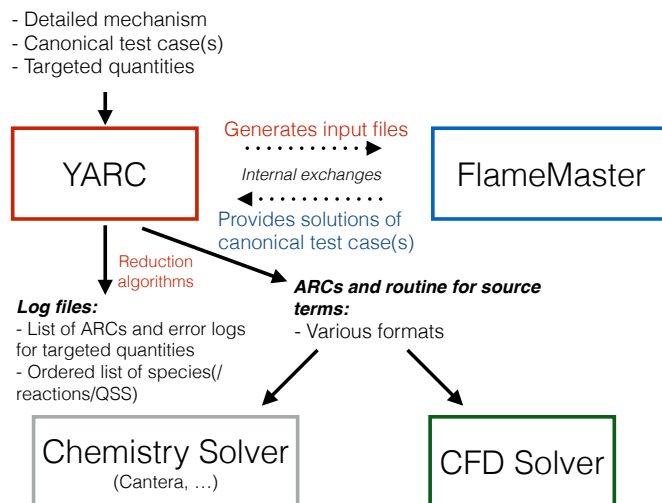 - Detailed mechanism
- Canonical test case(s)
- Targeted quantities
YARC
Generates input files
Internal exchanges
Provides solutions of
canonical test case(s)
FlameMaster
Reduction
algorithms
Log files:
- List of ARCs and error logs
for targeted quantities
- Ordered list of species(/
reactions/QSS)
ARCs and routine for source
terms:
- Various formats
Chemistry Solver
(Cantera, …)
CFD Solver